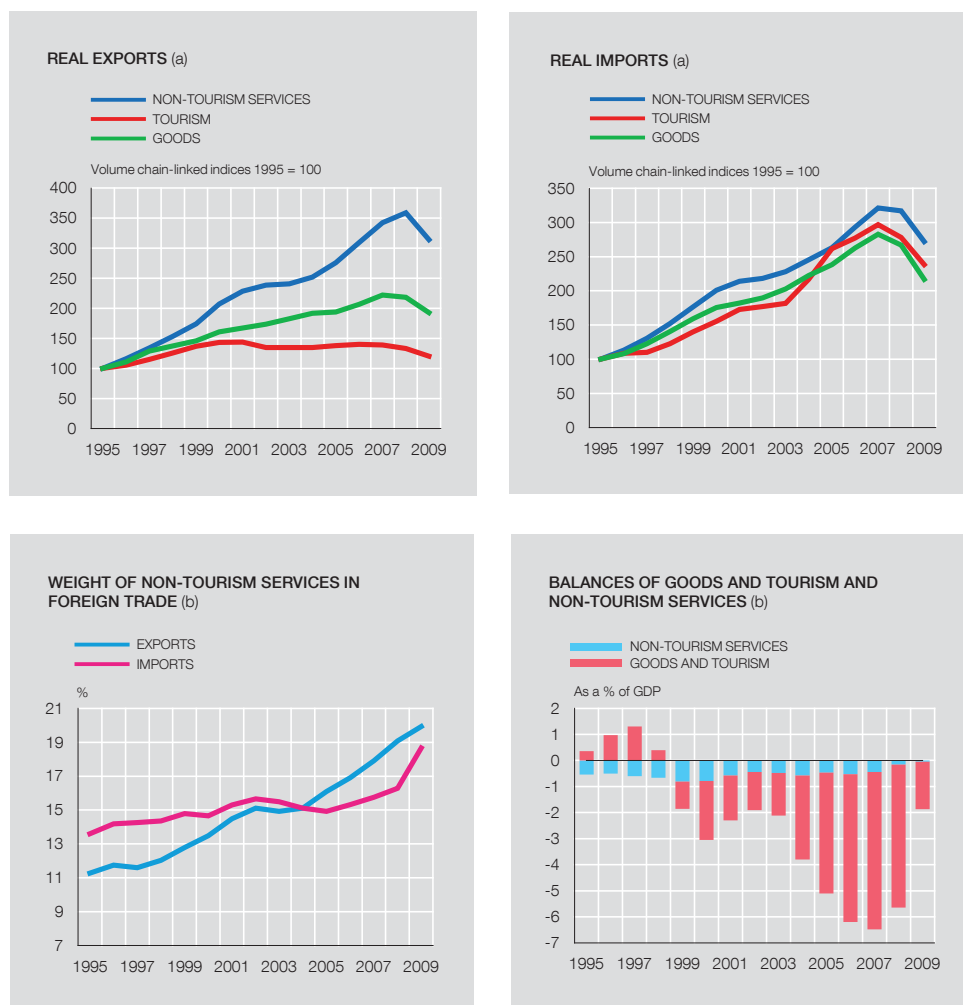 REAL EXPORTS (a)
NON-TOURISM SERVICES
TOURISM
GOODS
Volume chain-linked indices 1995 = 100
400
350
300
250
200
150
100
50
0
1995 1997 1999 2001 2003 2005 2007 2009
REAL IMPORTS (a)
NON-TOURISM SERVICES
TOURISM
GOODS
Volume chain-linked indices 1995 = 100
350
300
250
200
150
100
50
0
1995 1997 1999 2001 2003 2005 2007 2009
WEIGHT OF NON-TOURISM SERVICES IN
FOREIGN TRADE (b)
EXPORTS
IMPORTS
%
21
19
17
15
13
11
9
7
1995 1997 1999 2001 2003 2005 2007 2009
BALANCES OF GOODS AND TOURISM AND
NON-TOURISM SERVICES (b)
NON-TOURISM SERVICES
GOODS AND TOURISM
As a % of GDP
2
1
0
-1
-2
-3
-4
-5
-6
-7
1995 1997 1999 2001 2003 2005 2007 2009